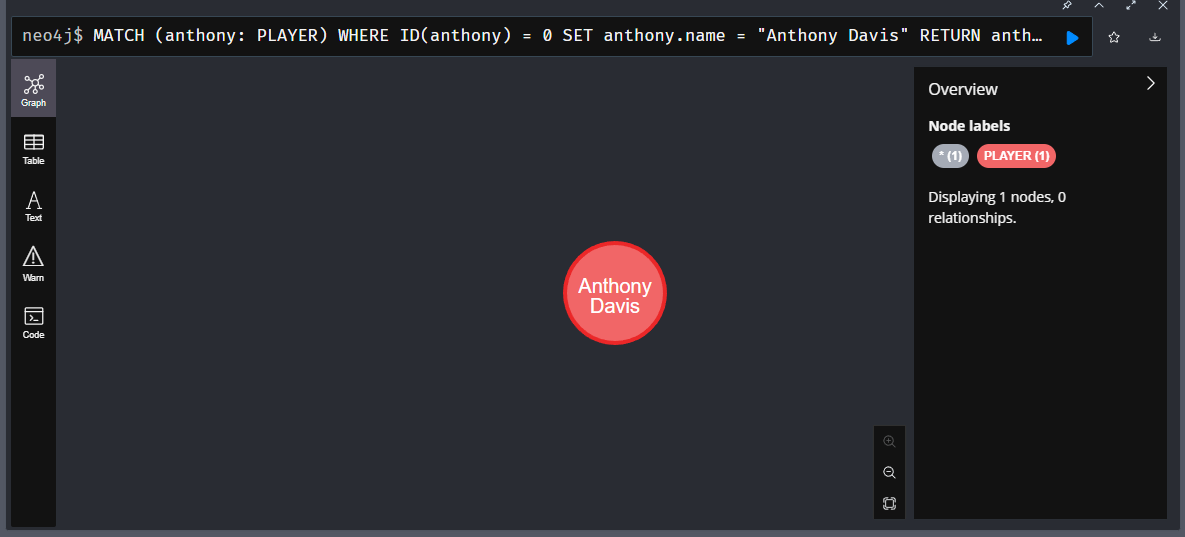 neo4j$ MATCH (anthony: PLAYER) WHERE ID(anthony) = 0 SET anthony.name = "Anthony Davis" RETURN anth…
Graph
Table
Text
Warn
Code
Anthony
Davis
Overview
Node labels
* (1) PLAYER (1)
Displaying 1 nodes, 0
relationships.